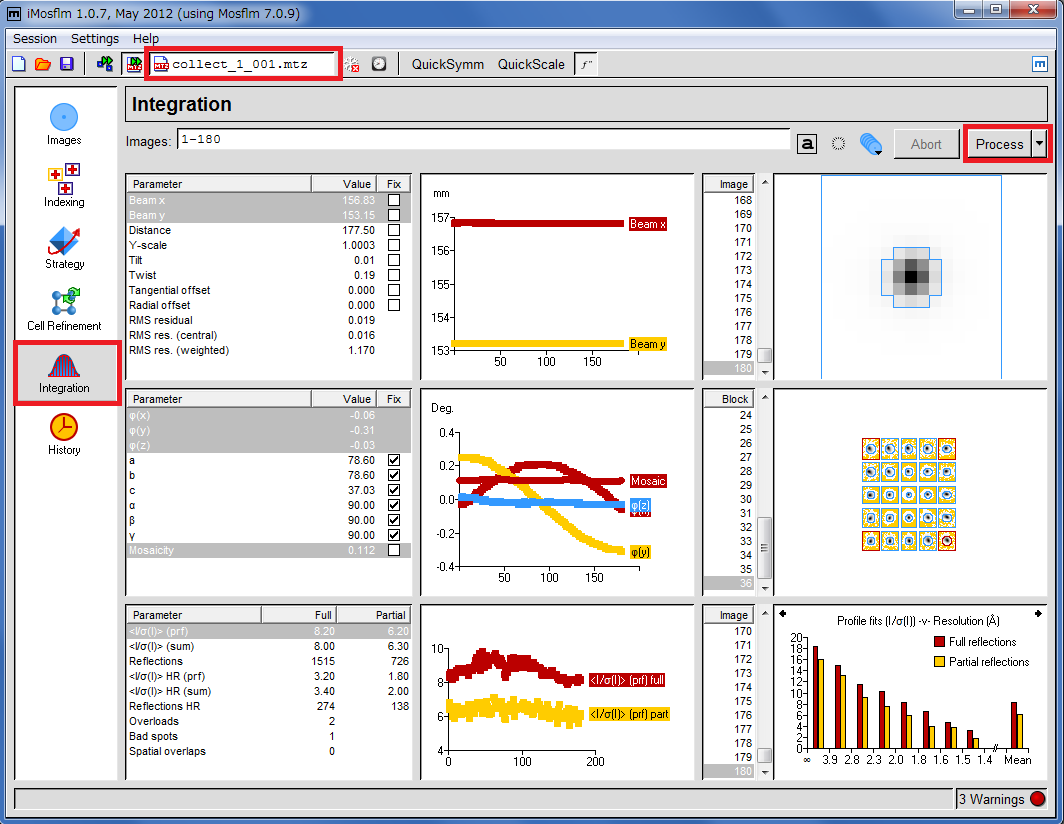 iMosflm 1.0.7, May 2012 (using Mosflm 7.0.9)
Session Settings Help
collect_1_001.mtz
QuickSymm QuickScale
Images
Indexing
Strategy
Cell Refinement
Integration
History
Integration
Images: 1-180
a
Abort
Process
Parameter Value Fix
Beam x 156.83
Beam y 153.15
Distance 177.50
Y-scale 1.0003
Tilt 0.01
Twist 0.19
Tangential offset 0.000
Radial offset 0.000
RMS residual 0.019
RMS res. (central) 0.016
RMS res. (weighted) 1.170
mm
157
156
155
154
153
50 100 150
Beam x
Beam y
Image
168
169
170
171
172
173
174
175
176
177
178
179
180
Parameter Value Fix
φ(x) -0.06
φ(y) -0.31
φ(z) -0.03
a 78.60
b 78.60
c 37.03
α 90.00
β 90.00
γ 90.00
Mosaicity 0.112
Deg.
0.4
0.2
0.0
-0.2
-0.4
50 100 150
Mosaic
φ(z)
φ(y)
Block
24
25
26
27
28
29
30
31
32
33
34
35
36
Parameter Full Partial
<I/σ(I)> (prf) 8.20 6.20
<I/σ(I)> (sum) 8.00 6.30
Reflections 1515 726
<I/σ(I)> HR (prf) 3.20 1.80
<I/σ(I)> HR (sum) 3.40 2.00
Reflections HR 274 138
Overloads 2
Bad spots 1
Spatial overlaps 0
10
8
6
4
0 100 200
<I/σ(I)> (prf) full
<I/σ(I)> (prf) part
Image
170
171
172
173
174
175
176
177
178
179
180
Profile fits (I/σ(I)) -v- Resolution (Å)
Full reflections
Partial reflections
20
18
16
14
12
10
8
6
4
2
0
∞ 3.9 2.8 2.3 2.0 1.8 1.6 1.5 1.4 Mean
3 Warnings